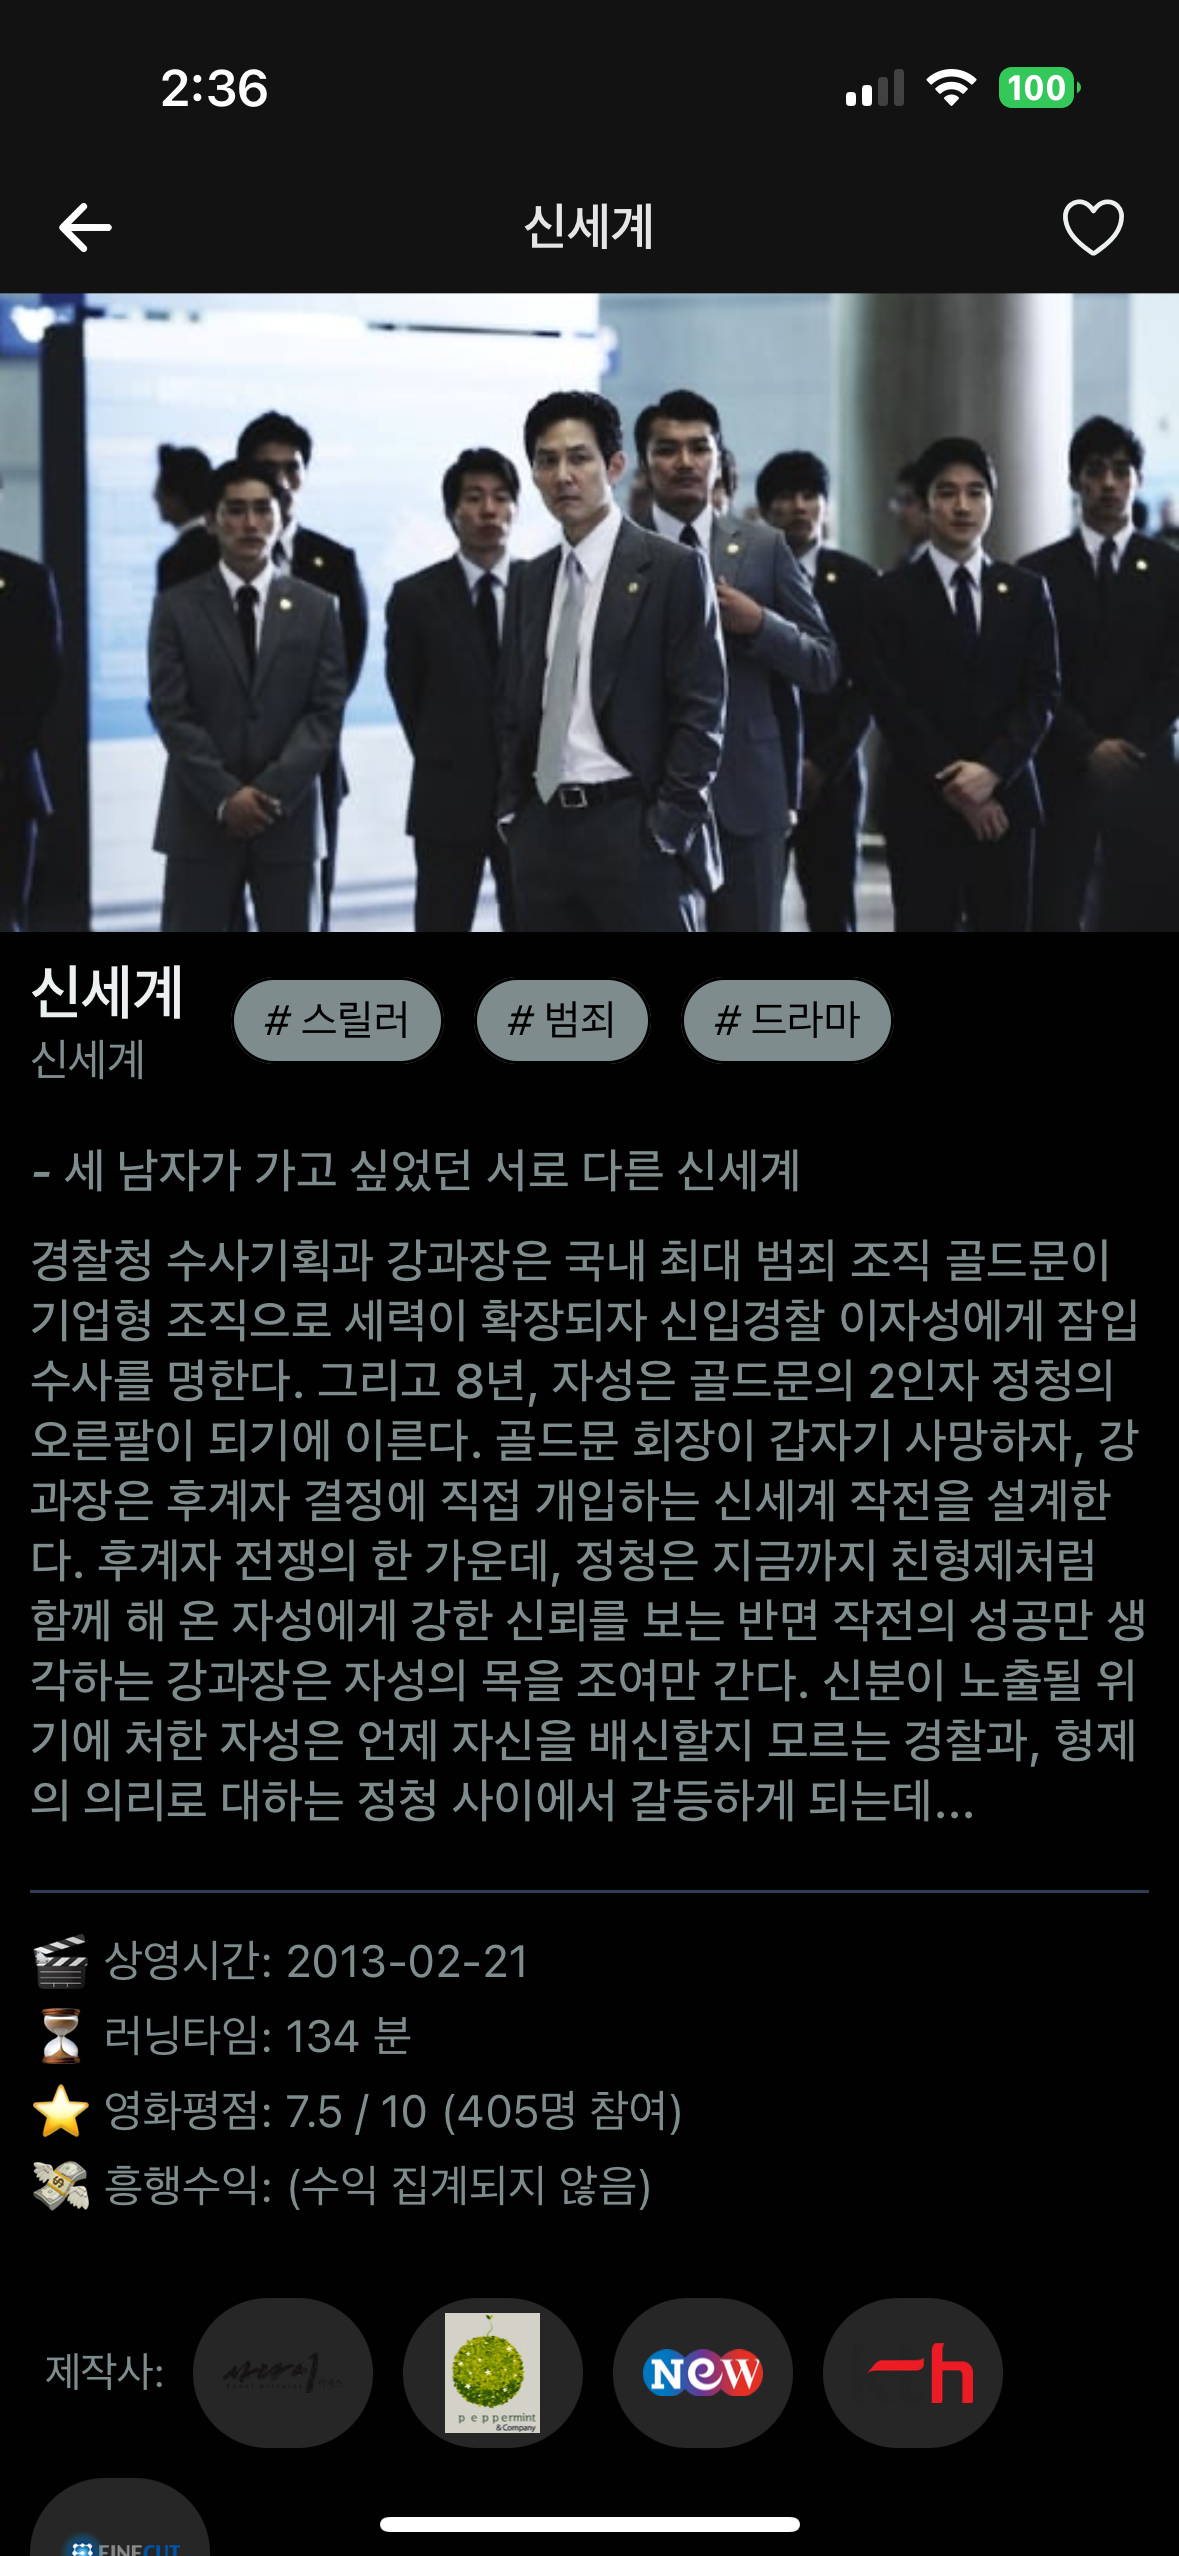 2:36
100
신세계
신세계
# 스릴러
# 범죄
# 드라마
신세계
- 세 남자가 가고 싶었던 서로 다른 신세계
경찰청 수사기획과 강과장은 국내 최대 범죄 조직 골드문이
기업형 조직으로 세력이 확장되자 신입경찰 이자성에게 잠입
수사를 명한다. 그리고 8년, 자성은 골드문의 2인자 정청의
오른팔이 되기에 이른다. 골드문 회장이 갑자기 사망하자, 강
과장은 후계자 결정에 직접 개입하는 신세계 작전을 설계한
다. 후계자 전쟁의 한 가운데, 정청은 지금까지 친형제처럼
함께 해 온 자성에게 강한 신뢰를 보는 반면 작전의 성공만 생
각하는 강과장은 자성의 목을 조여만 간다. 신분이 노출될 위
기에 처한 자성은 언제 자신을 배신할지 모르는 경찰과, 형제
의 의리로 대하는 정청 사이에서 갈등하게 되는데...
상영시간: 2013-02-21
러닝타임: 134 분
영화평점: 7.5 / 10 (405명 참여)
흥행수익: (수익 집계되지 않음)
제작사:
사나이
peppermint
& Company
NEW
kth
FINECUT